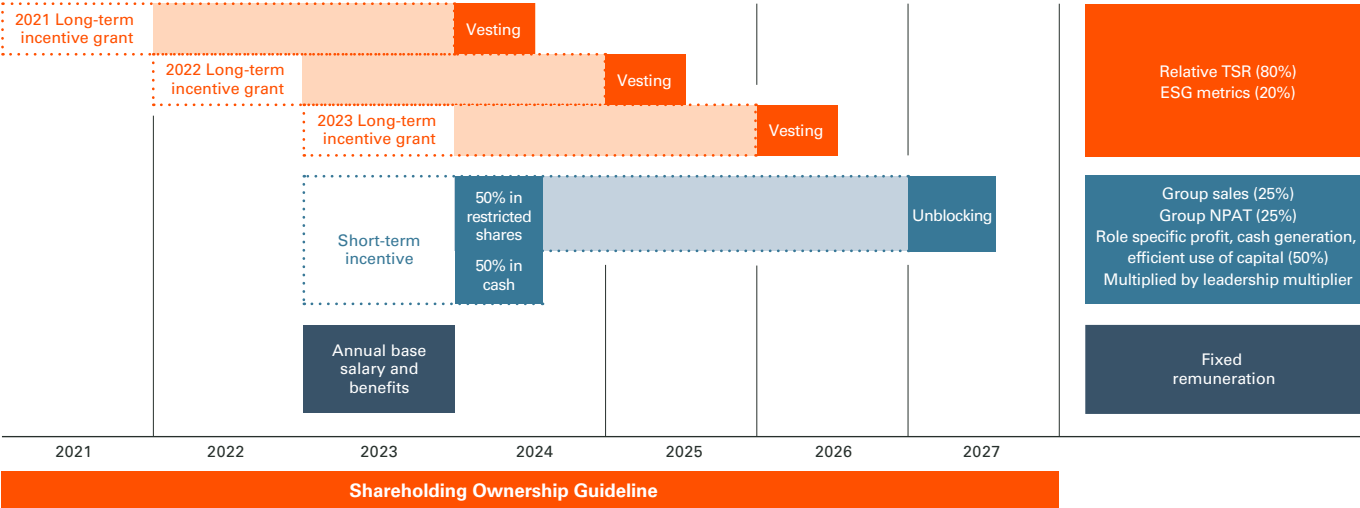 2021 Long-term
incentive grant
Vesting
2022 Long-term
incentive grant
Vesting
2023 Long-term
incentive grant
Vesting
Relative TSR (80%)
ESG metrics (20%)
Short-term
incentive
50% in
restricted
shares
50% in
cash
Unblocking
Group sales (25%)
Group NPAT (25%)
Role specific profit, cash generation,
efficient use of capital (50%)
Multiplied by leadership multiplier
Annual base
salary and
benefits
Fixed
remuneration
2021
2022
2023
2024
2025
2026
2027
Shareholding Ownership Guideline